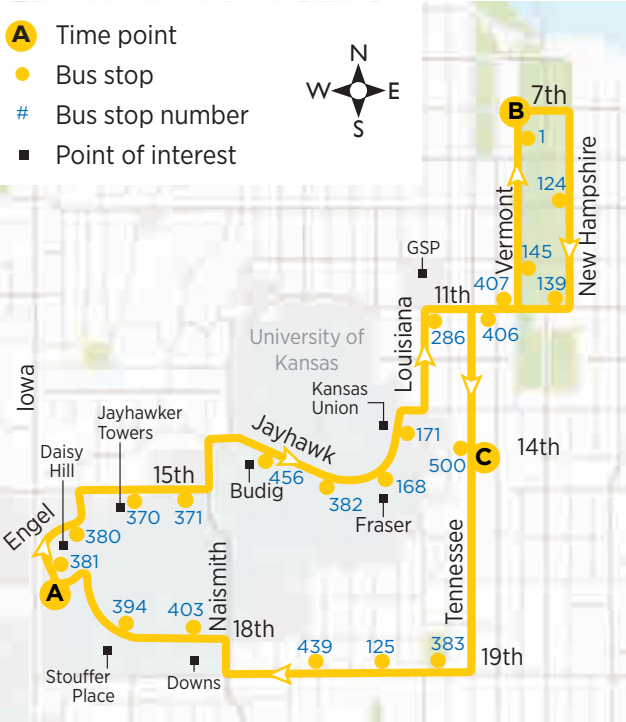 A Time point
Bus stop
# Bus stop number
Point of interest
N
W E
S
B 7th
1
124
New Hampshire
Vermont
145
407
139
GSP
11th
406
286
Louisiana
University of
Kansas
Kansas
Union
Iowa
Jayhawker
Towers
Jayhawk
171
14th
500 C
Daisy
Hill
15th
Budig
456
382
168
Fraser
370
371
Engel
380
381
A
Naismith
Tennessee
394
403
18th
439
125
383
19th
Stouffer
Place
Downs